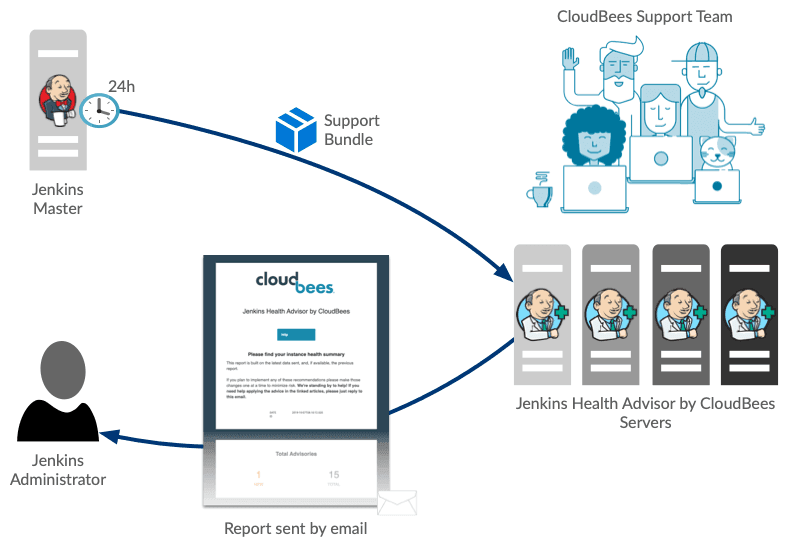 CloudBees Support Team
24h
Support
Bundle
Jenkins
Master
cloudbees
Jenkins Health Advisor by CloudBees
Please find your instance health summary
This report is built on the latest data sent, and, if available, the previous
report.
If you plan to implement any of these recommendations please make those
changes one at a time to minimize risk. We're standing by to help! If you
need help applying the advice in the linked articles, please just reply to
this email.
Total Advisories
1
15
Jenkins Health Advisor by CloudBees
Servers
Jenkins
Administrator
Report sent by email